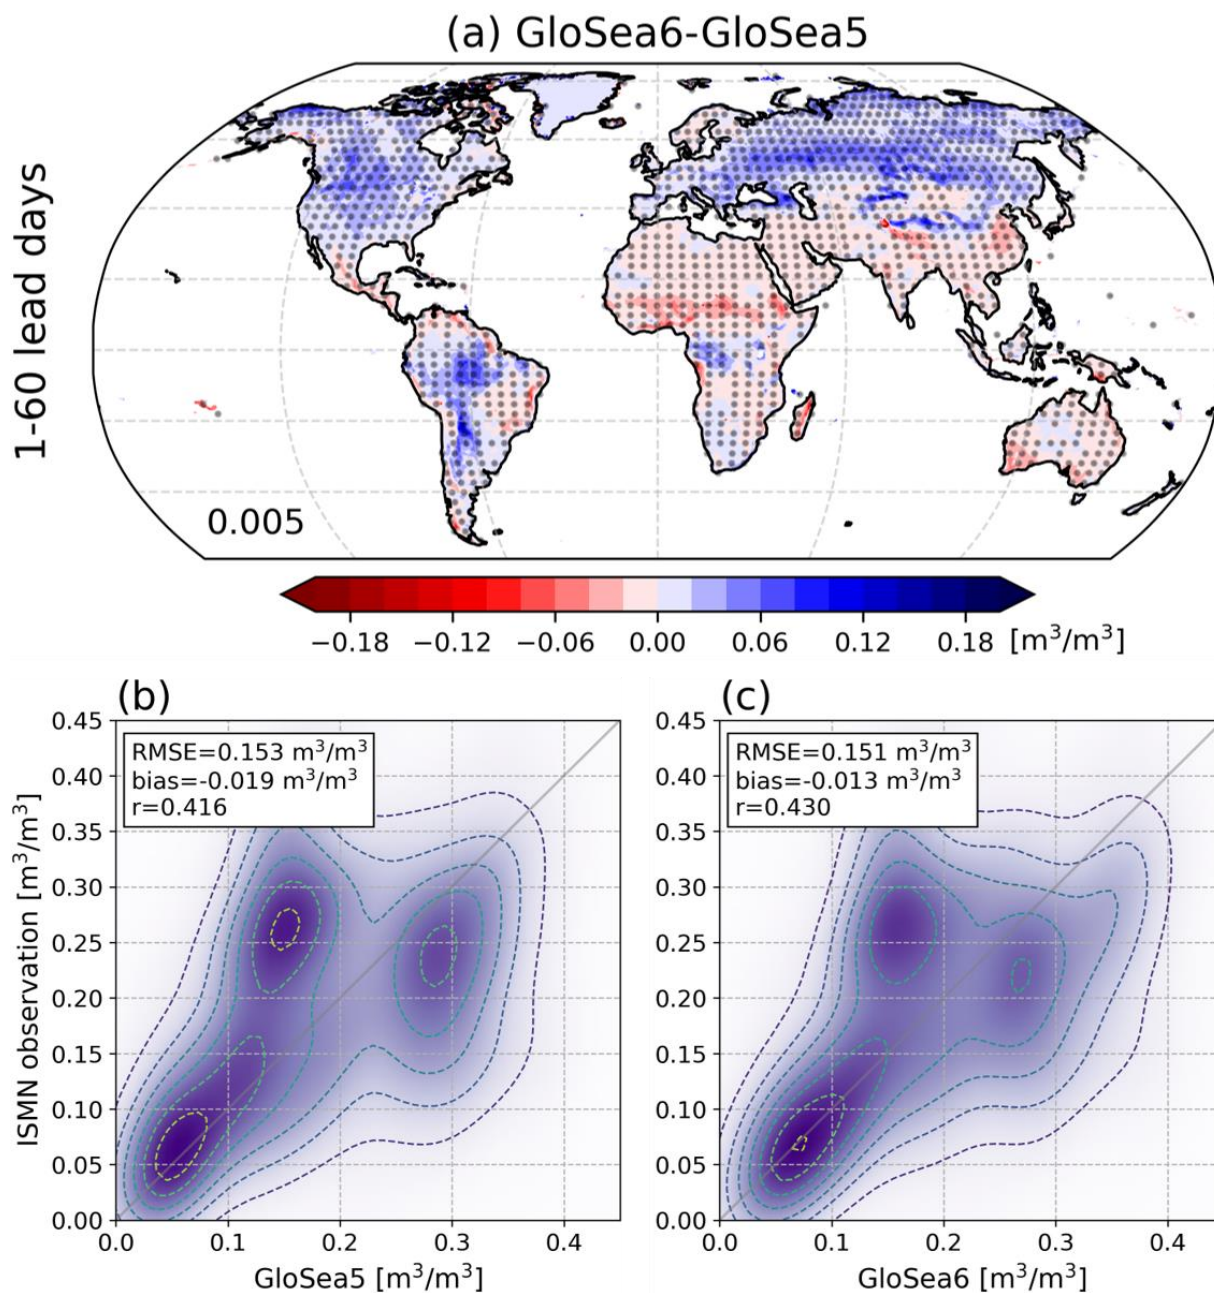 (a) GloSea6-GloSea5
1-60 lead days
0.005
−0.18 −0.12 −0.06 0.00 0.06 0.12 0.18 [m³/m³]
(b)
RMSE=0.153 m³/m³
bias=-0.019 m³/m³
r=0.416
0.45
0.40
0.35
0.30
0.25
0.20
0.15
0.10
0.05
0.00
ISMN observation [m³/m³]
0.0 0.1 0.2 0.3 0.4
GloSea5 [m³/m³]
(c)
RMSE=0.151 m³/m³
bias=-0.013 m³/m³
r=0.430
0.45
0.40
0.35
0.30
0.25
0.20
0.15
0.10
0.05
0.00
0.0 0.1 0.2 0.3 0.4
GloSea6 [m³/m³]